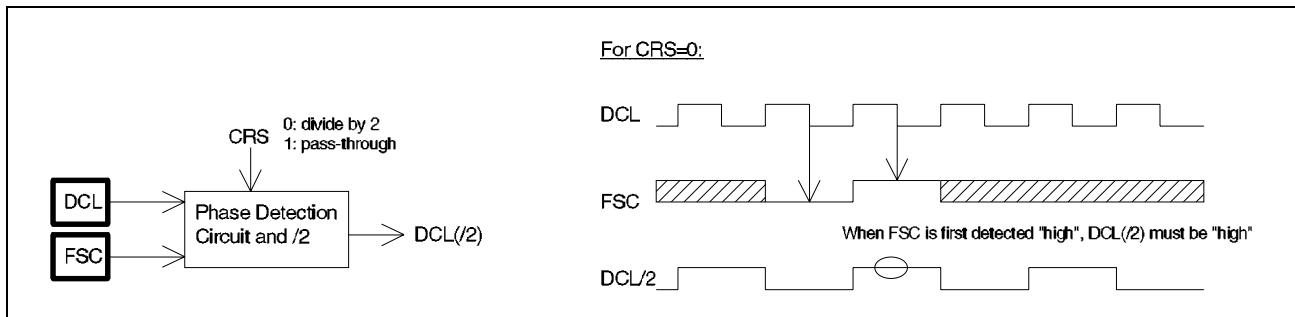 CRS
0: divide by 2
1: pass-through
DCL
FSC
Phase Detection
Circuit and /2
DCL(/2)
For CRS=0:
DCL
FSC
When FSC is first detected "high", DCL(/2) must be "high"
DCL/2